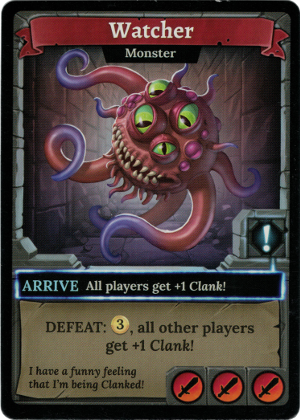 Watcher
Monster
!
ARRIVE All players get +1 Clank!
DEFEAT: 3, all other players
get +1 Clank!
I have a funny feeling
that I'm being Clanked!